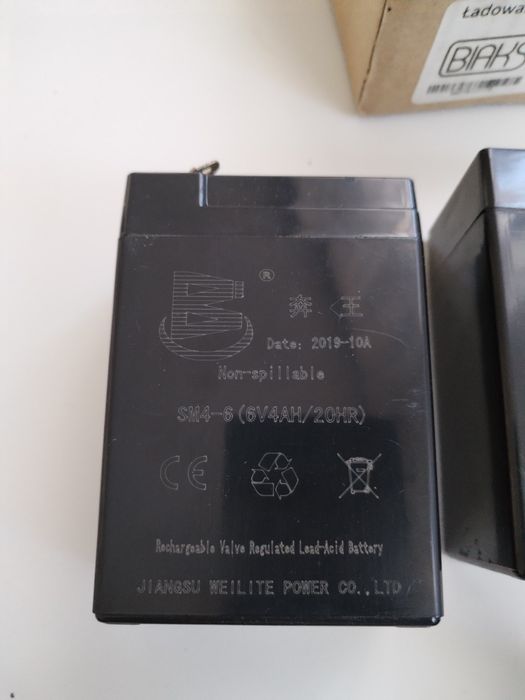 Ładowa
BIAKS
®
奔王
Date: 2019-10A
Non-spillable
SM4-6(6V4AH/20HR)
CE
Rechargeable Valve Regulated Lead-Acid Battery
JIANGSU WEILITE POWER CO.,LTD